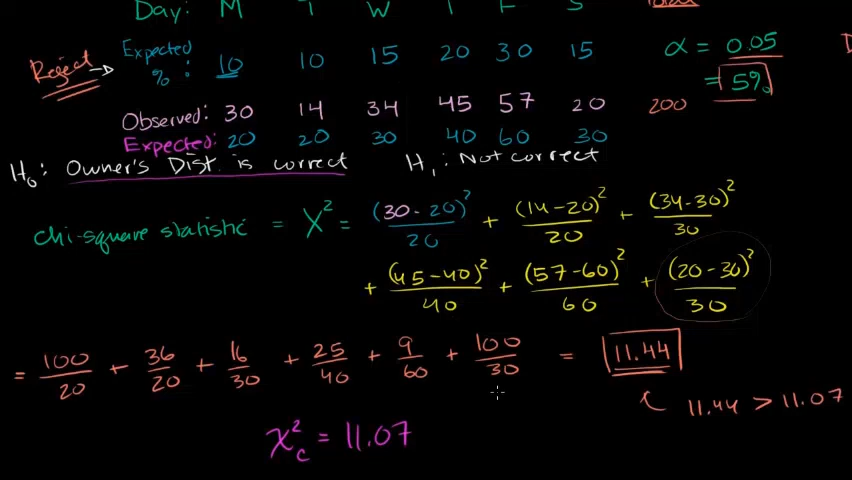 Day: M T W T F S Total
Expected %: 10 10 15 20 30 15
α = 0.05
= 5%
Reject →
Observed: 30 14 34 45 57 20 200
Expected: 20 20 30 40 60 30
H₀: Owner's Dist. is correct H₁: Not correct
chi-square statistic = X² = (30-20)²/20 + (14-20)²/20 + (34-30)²/30
+ (45-40)²/40 + (57-60)²/60 + (20-30)²/30
= 100/20 + 36/20 + 16/30 + 25/40 + 9/60 + 100/30 = 11.44
11.44 > 11.07
χ²c = 11.07